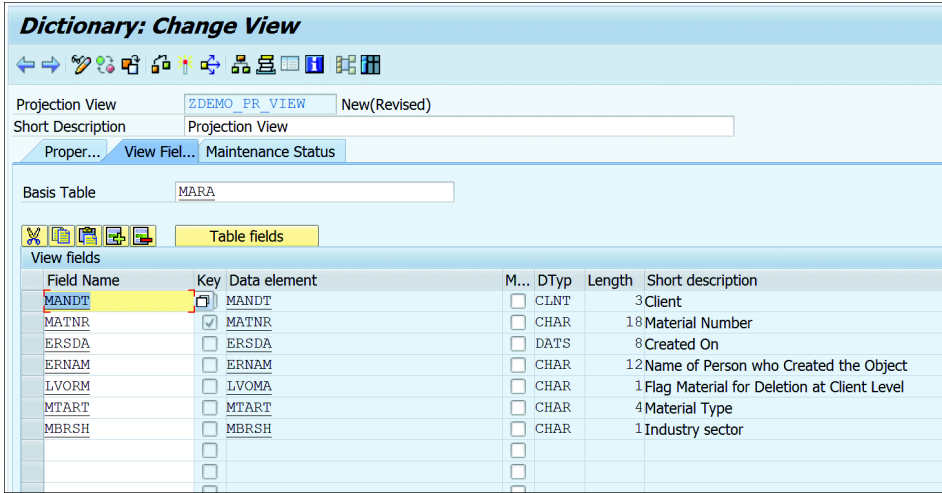 Dictionary: Change View
Projection View ZDEMO_PR_VIEW New(Revised)
Short Description Projection View
Proper... View Fiel... Maintenance Status
Basis Table MARA
Table fields
View fields
Field Name Key Data element M... DTyp Length Short description
MANDT MANDT CLNT 3 Client
MATNR MATNR CHAR 18 Material Number
ERSDA ERSDA DATS 8 Created On
ERNAM ERNAM CHAR 12 Name of Person who Created the Object
LVORM LVOMA CHAR 1 Flag Material for Deletion at Client Level
MTART MTART CHAR 4 Material Type
MBRSH MBRSH CHAR 1 Industry sector